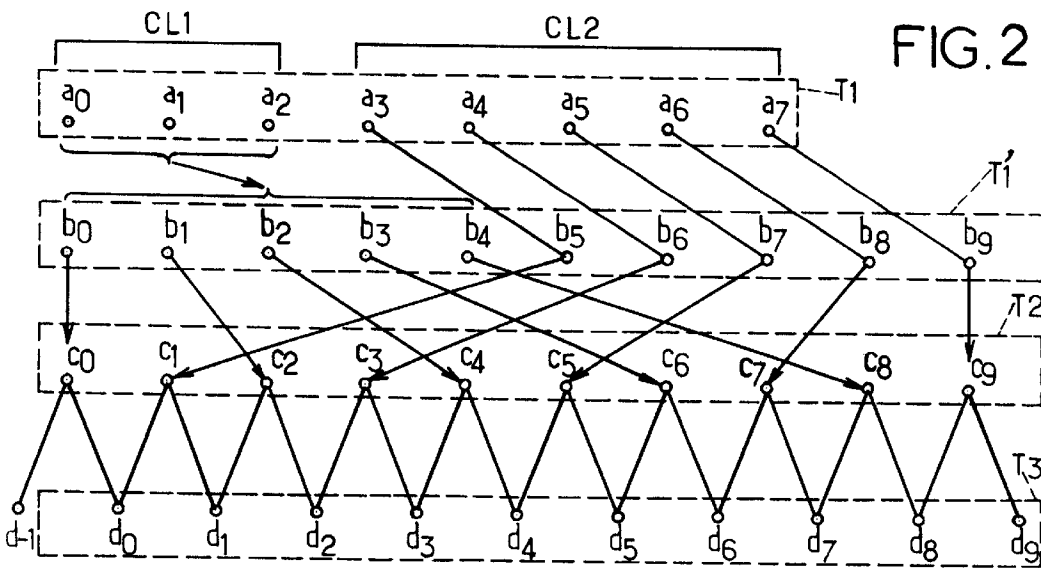 CL1 CL2 FIG. 2
a0 a1 a2 a3 a4 a5 a6 a7 T1
T1'
b0 b1 b2 b3 b4 b5 b6 b7 b8 b9
T2
c0 c1 c2 c3 c4 c5 c6 c7 c8 c9
T3
d-1 d0 d1 d2 d3 d4 d5 d6 d7 d8 d9